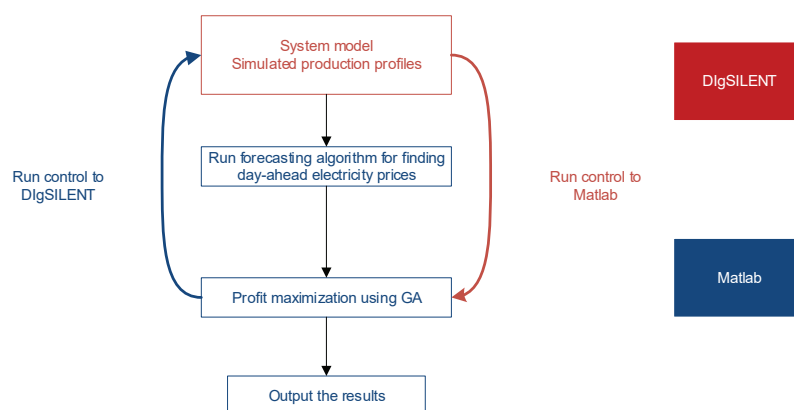 System model
Simulated production profiles
DIgSILENT
Run forecasting algorithm for finding
day-ahead electricity prices
Run control to
DIgSILENT
Run control to
Matlab
Profit maximization using GA
Matlab
Output the results